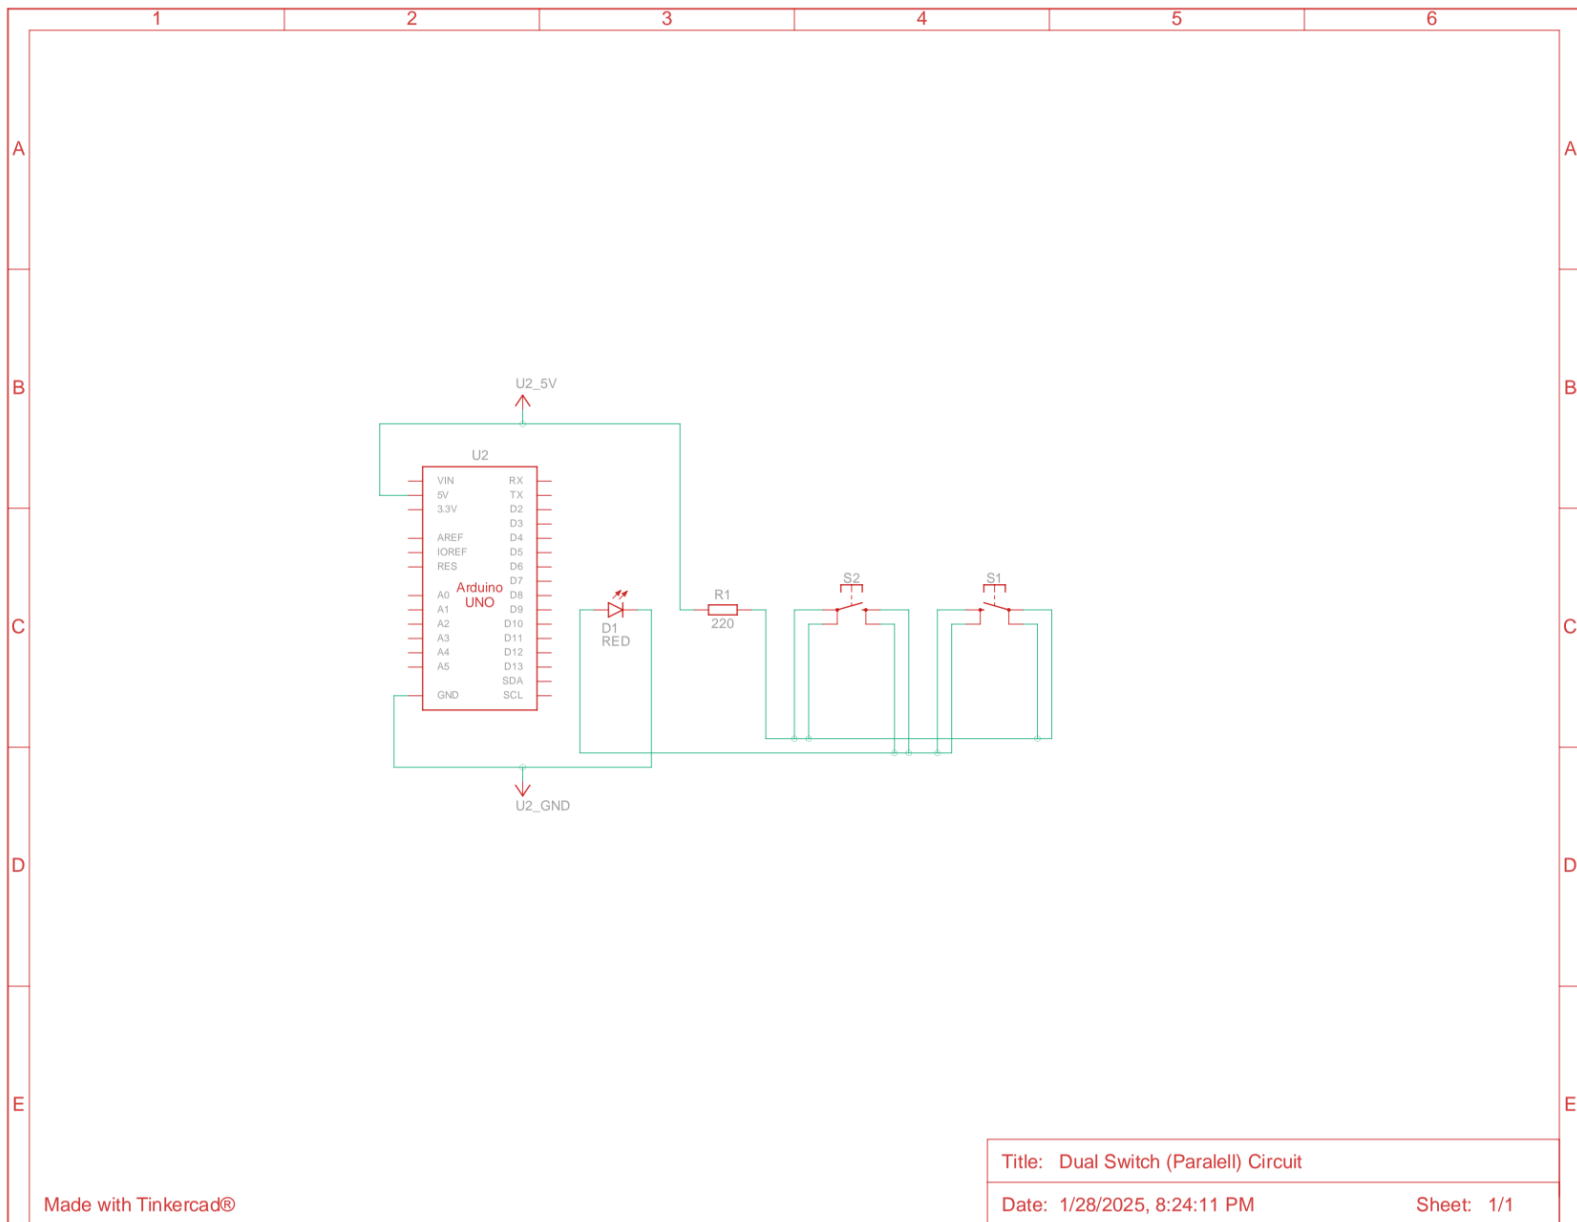 1 2 3 4 5 6
A A
B B
U2_5V
U2
VIN RX
5V TX
3.3V D2
D3
AREF D4
IOREF D5
RES D6
D7
Arduino
UNO
A0 D8
A1 D9
A2 D10
A3 D11
A4 D12
A5 D13
SDA
GND SCL
D1
RED
R1
220
S2
S1
C C
U2_GND
D D
E E
Title: Dual Switch (Paralell) Circuit
Made with Tinkercad®
Date: 1/28/2025, 8:24:11 PM Sheet: 1/1